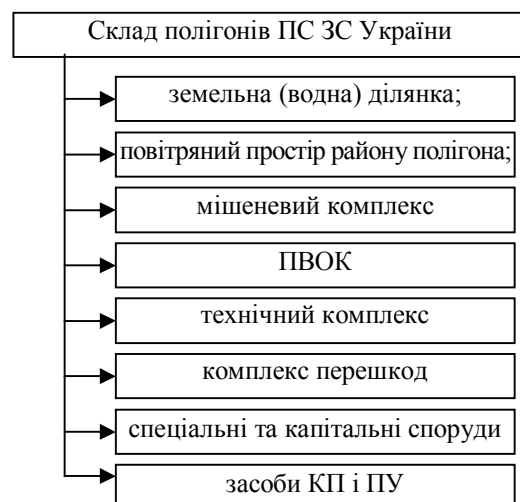 Склад полігонів ПС ЗС України
земельна (водна) ділянка;
повітряний простір району полігона;
мішеневий комплекс
ПВОК
технічний комплекс
комплекс перешкод
спеціальні та капітальні споруди
засоби КП і ПУ